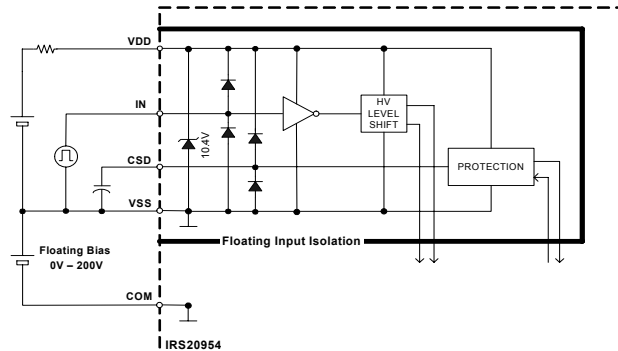 VDD
IN
HV
LEVEL
SHIFT
10.4V
CSD
PROTECTION
VSS
Floating Input Isolation
Floating Bias
0V – 200V
COM
IRS20954